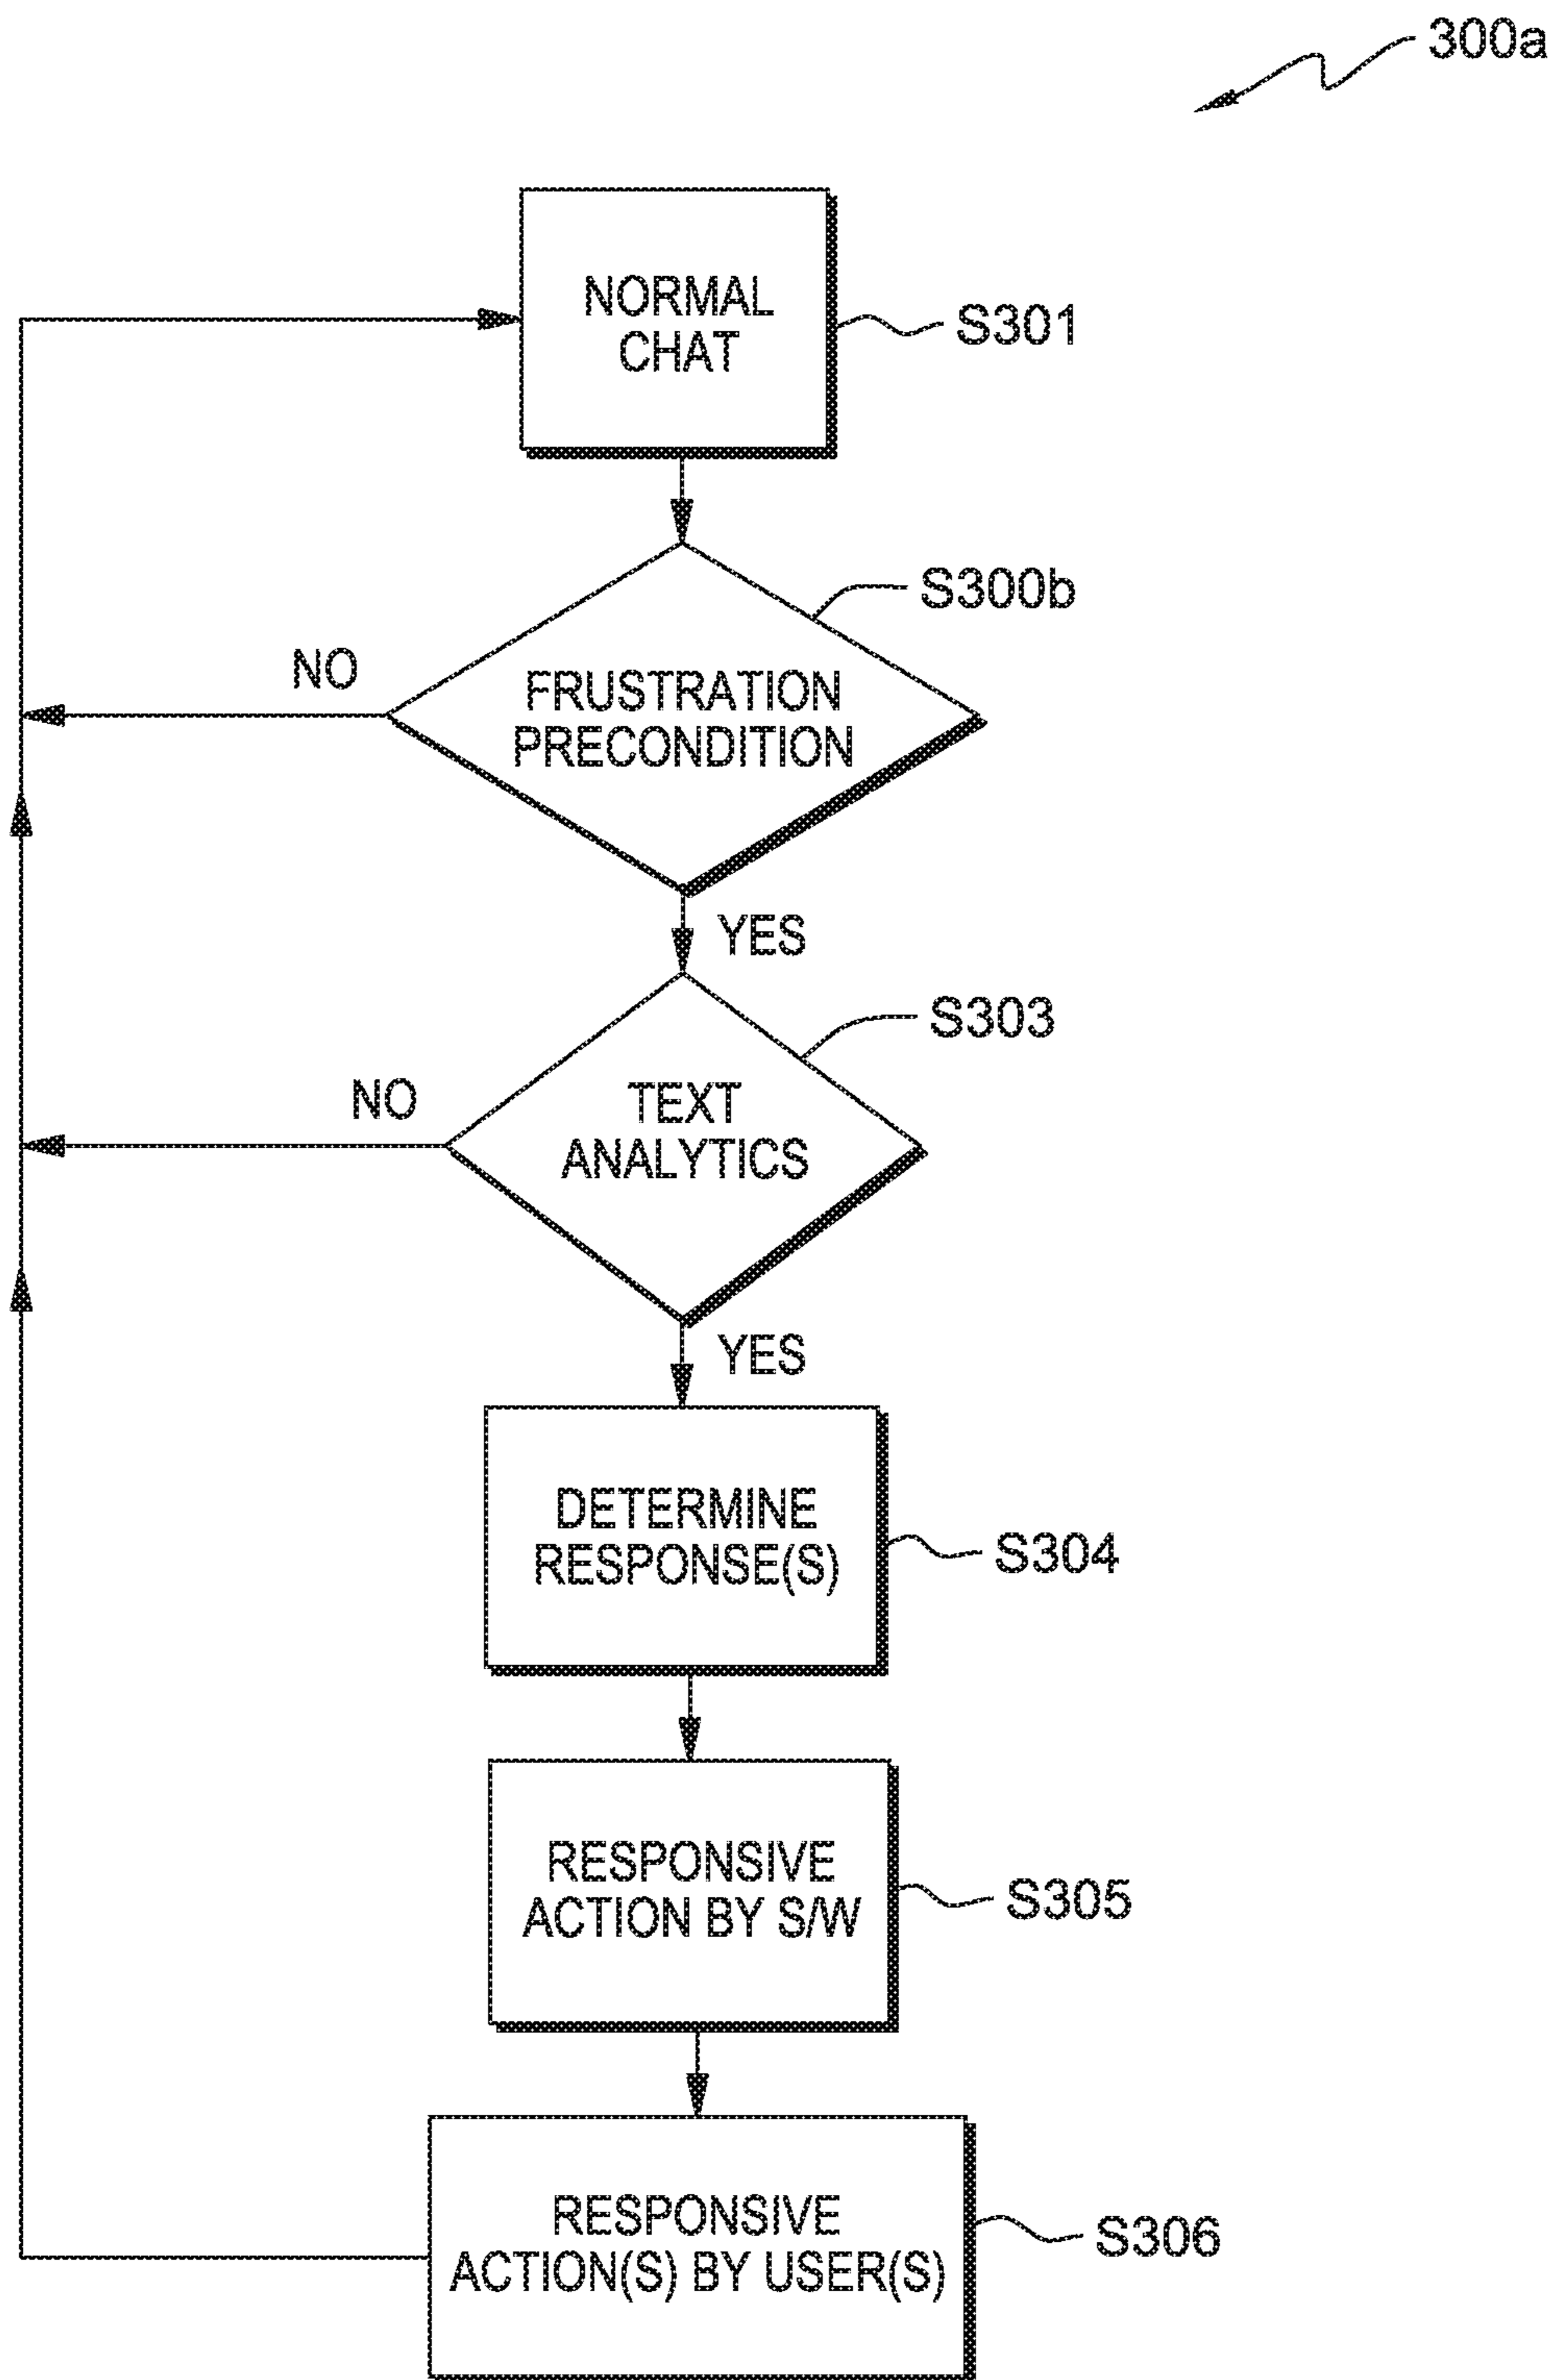 300a
NORMAL
CHAT
S301
S300b
NO
FRUSTRATION
PRECONDITION
YES
S303
NO
TEXT
ANALYTICS
YES
DETERMINE
RESPONSE(S)
S304
RESPONSIVE
ACTION BY S/W
S305
RESPONSIVE
ACTION(S) BY USER(S)
S306